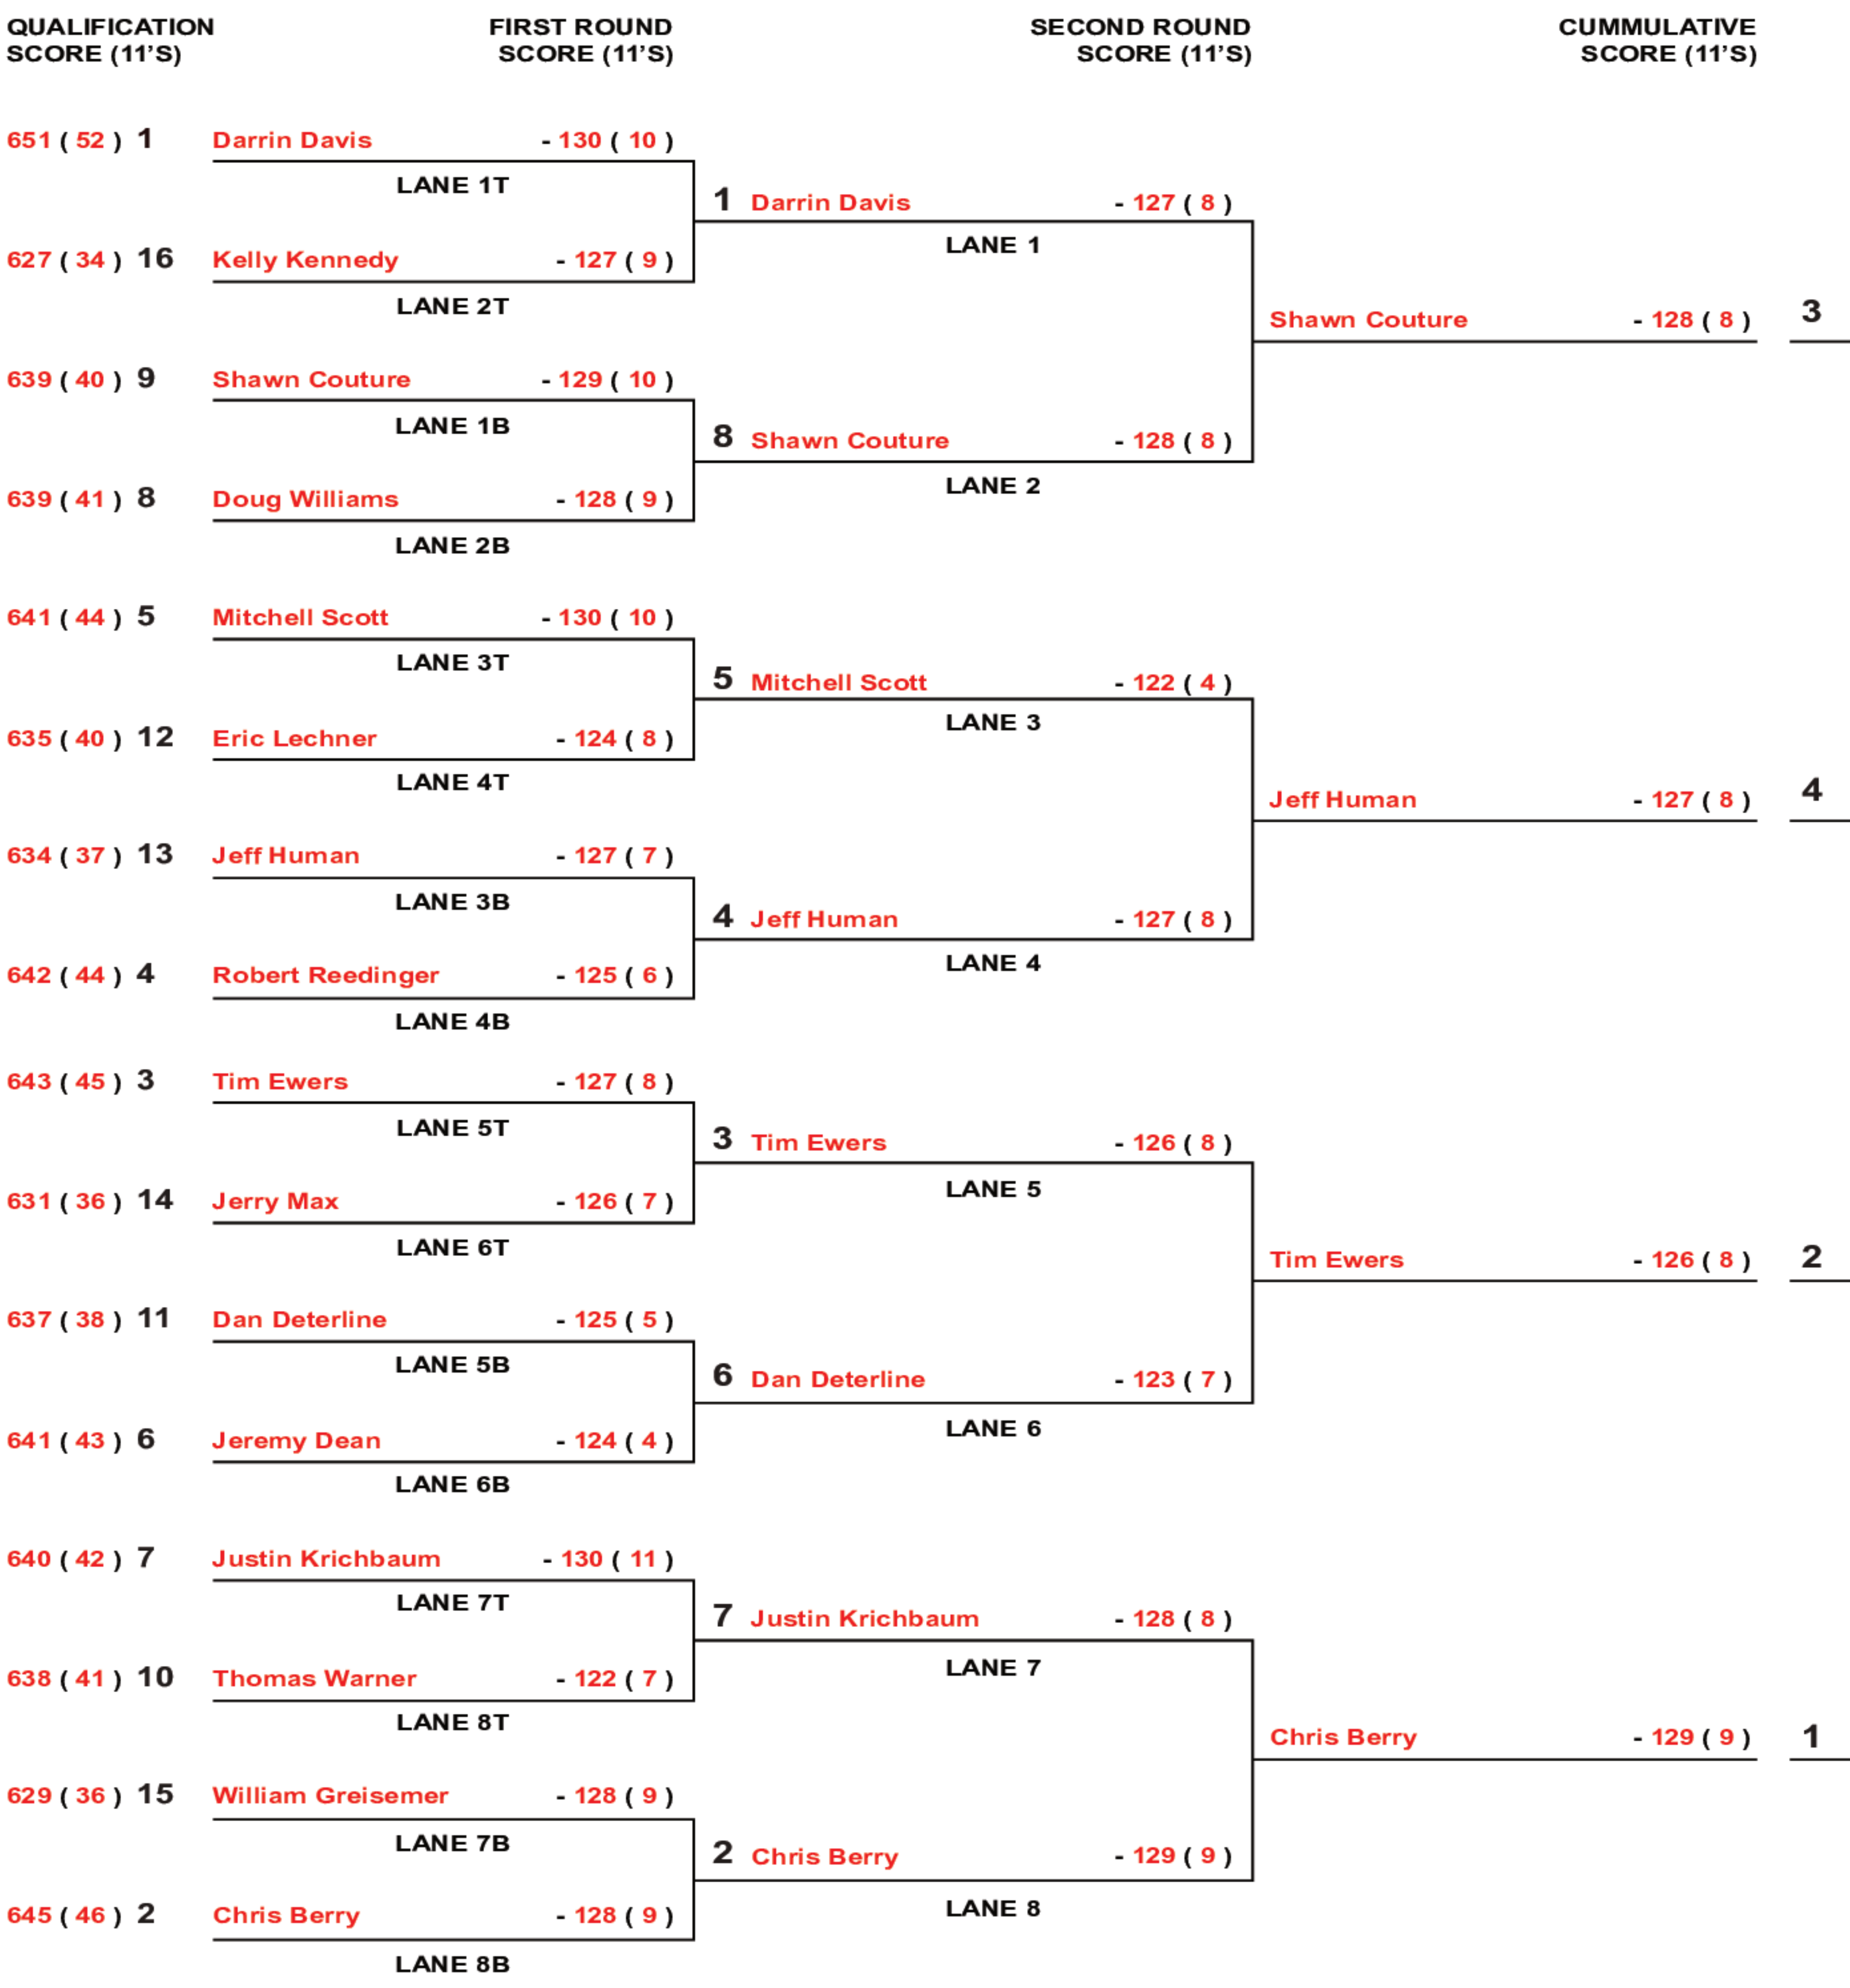 QUALIFICATION SCORE (11'S)
FIRST ROUND SCORE (11'S)
SECOND ROUND SCORE (11'S)
CUMMULATIVE SCORE (11'S)
651 ( 52 ) 1 Darrin Davis - 130 ( 10 )
LANE 1T
1 Darrin Davis - 127 ( 8 )
LANE 1
627 ( 34 ) 16 Kelly Kennedy - 127 ( 9 )
LANE 2T
Shawn Couture - 128 ( 8 ) 3
639 ( 40 ) 9 Shawn Couture - 129 ( 10 )
LANE 1B
8 Shawn Couture - 128 ( 8 )
LANE 2
639 ( 41 ) 8 Doug Williams - 128 ( 9 )
LANE 2B
641 ( 44 ) 5 Mitchell Scott - 130 ( 10 )
LANE 3T
5 Mitchell Scott - 122 ( 4 )
LANE 3
635 ( 40 ) 12 Eric Lechner - 124 ( 8 )
LANE 4T
Jeff Human - 127 ( 8 ) 4
634 ( 37 ) 13 Jeff Human - 127 ( 7 )
LANE 3B
4 Jeff Human - 127 ( 8 )
LANE 4
642 ( 44 ) 4 Robert Reedinger - 125 ( 6 )
LANE 4B
643 ( 45 ) 3 Tim Ewers - 127 ( 8 )
LANE 5T
3 Tim Ewers - 126 ( 8 )
LANE 5
631 ( 36 ) 14 Jerry Max - 126 ( 7 )
LANE 6T
Tim Ewers - 126 ( 8 ) 2
637 ( 38 ) 11 Dan Deterline - 125 ( 5 )
LANE 5B
6 Dan Deterline - 123 ( 7 )
LANE 6
641 ( 43 ) 6 Jeremy Dean - 124 ( 4 )
LANE 6B
640 ( 42 ) 7 Justin Krichbaum - 130 ( 11 )
LANE 7T
7 Justin Krichbaum - 128 ( 8 )
LANE 7
638 ( 41 ) 10 Thomas Warner - 122 ( 7 )
LANE 8T
Chris Berry - 129 ( 9 ) 1
629 ( 36 ) 15 William Greisemer - 128 ( 9 )
LANE 7B
2 Chris Berry - 129 ( 9 )
LANE 8
645 ( 46 ) 2 Chris Berry - 128 ( 9 )
LANE 8B